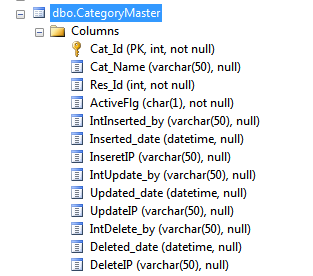 dbo.CategoryMaster
Columns
Cat_Id (PK, int, not null)
Cat_Name (varchar(50), null)
Res_Id (int, not null)
ActiveFlg (char(1), not null)
IntInserted_by (varchar(50), null)
Inserted_date (datetime, null)
InseretIP (varchar(50), null)
IntUpdate_by (varchar(50), null)
Updated_date (datetime, null)
UpdateIP (varchar(50), null)
IntDelete_by (varchar(50), null)
Deleted_date (datetime, null)
DeleteIP (varchar(50), null)